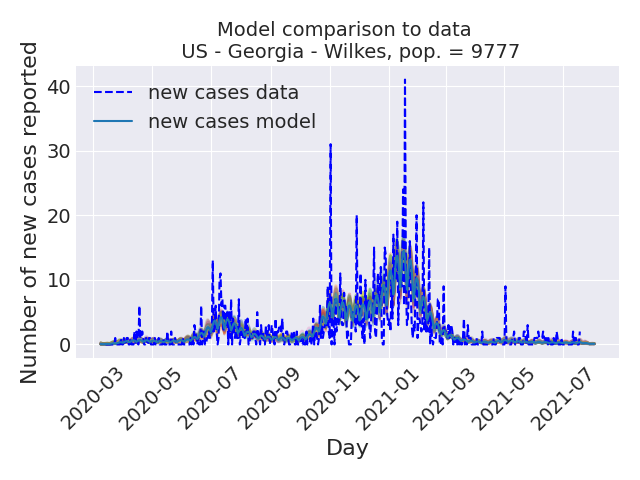 Model comparison to data
US - Georgia - Wilkes, pop. = 9777
Number of new cases reported
40
30
20
10
0
new cases data
new cases model
2020-03
2020-05
2020-07
2020-09
2020-11
2021-01
2021-03
2021-05
2021-07
Day